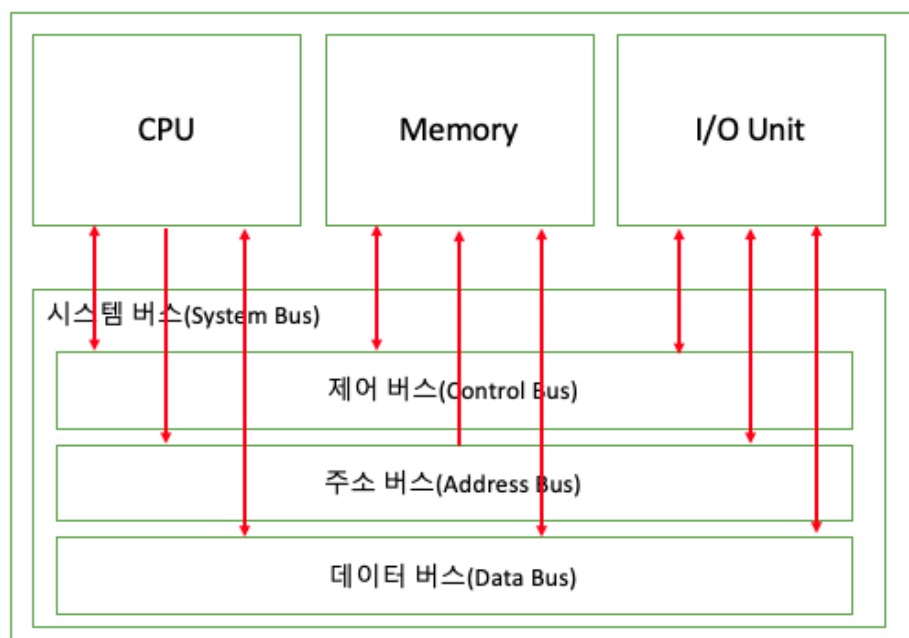 CPU
Memory
I/O Unit
시스템 버스(System Bus)
제어 버스(Control Bus)
주소 버스(Address Bus)
데이터 버스(Data Bus)